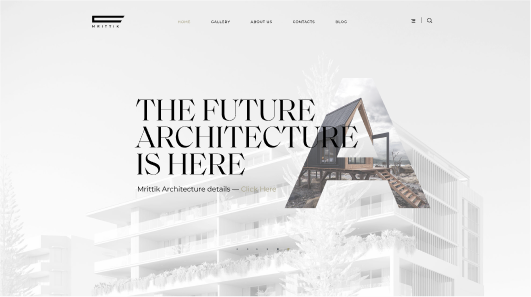 MRITTIK
HOME GALLERY ABOUT US CONTACTS BLOG
THE FUTURE
ARCHITECTURE
IS HERE
Mrittik Architecture details — Click Here
A